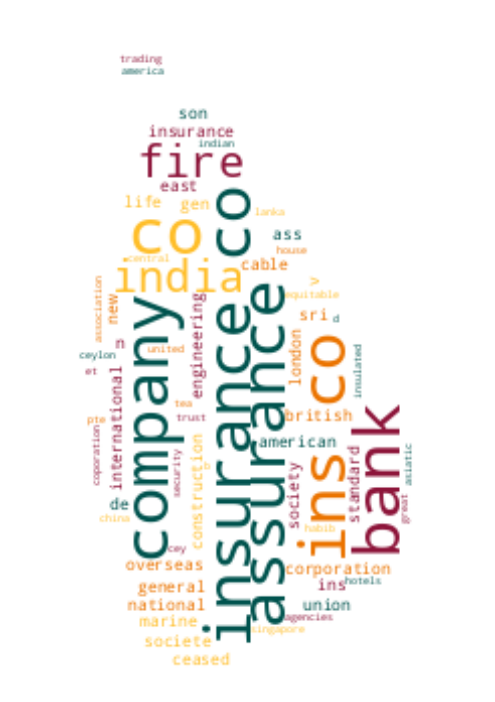 trading
america
son
insurance
indian
fire
east
life
gen
co
lanka
co
ass
house
central
cable
india
>
equitable
association
new
engineering
sri
d
n
ceylon
united
london
insulated
et
international
company
insurance
assurance
ins co
tea
pte
trust
british
bank
coporation
construction
american
security
society
standard
asiatic
great
de
china
habib
cey
overseas
corporation
general
ins
hotels
national
union
marine
agencies
singapore
societe
ceased